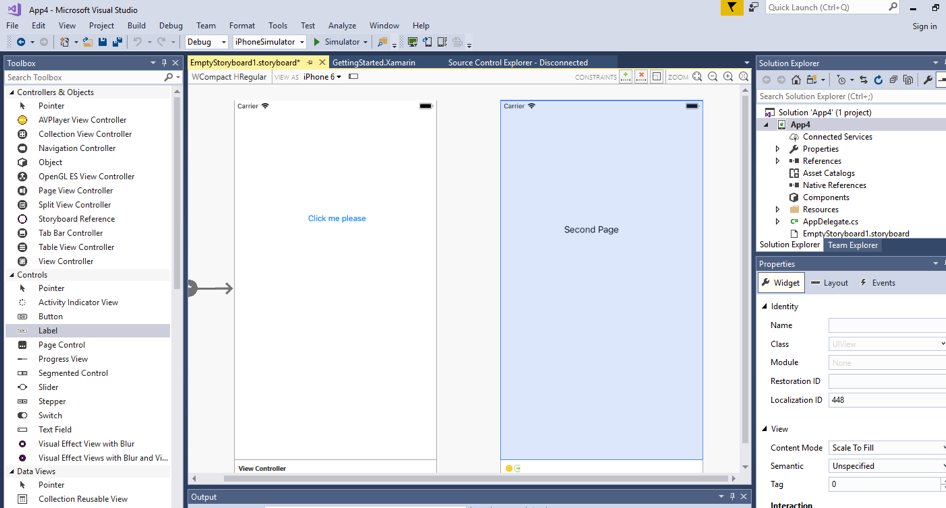 App4 - Microsoft Visual Studio
Quick Launch (Ctrl+Q)
File Edit View Project Build Debug Team Format Tools Test Analyze Window Help
Sign in
Debug iPhoneSimulator Simulator
Toolbox
Search Toolbox
Controllers & Objects
Pointer
AVPlayer View Controller
Collection View Controller
Navigation Controller
Object
OpenGL ES View Controller
Page View Controller
Split View Controller
Storyboard Reference
Tab Bar Controller
Table View Controller
View Controller
Controls
Pointer
Activity Indicator View
Button
Label
Page Control
Progress View
Segmented Control
Slider
Stepper
Switch
Text Field
Visual Effect View with Blur
Visual Effect Views with Blur and Vi...
Data Views
Pointer
Collection Reusable View
EmptyStoryboard1.storyboard* GettingStarted.Xamarin Source Control Explorer - Disconnected
WCompact HRegular VIEW AS iPhone 6 CONSTRAINTS ZOOM
Carrier
Click me please
View Controller
Carrier
Second Page
Output
Solution Explorer
Search Solution Explorer (Ctrl+;)
Solution 'App4' (1 project)
App4
Connected Services
Properties
References
Asset Catalogs
Native References
Components
Resources
C# AppDelegate.cs
EmptyStoryboard1.storyboard
Solution Explorer Team Explorer
Properties
Widget Layout Events
Identity
Name
Class UIView
Module None
Restoration ID
Localization ID 448
View
Content Mode Scale To Fill
Semantic Unspecified
Tag 0
Interaction